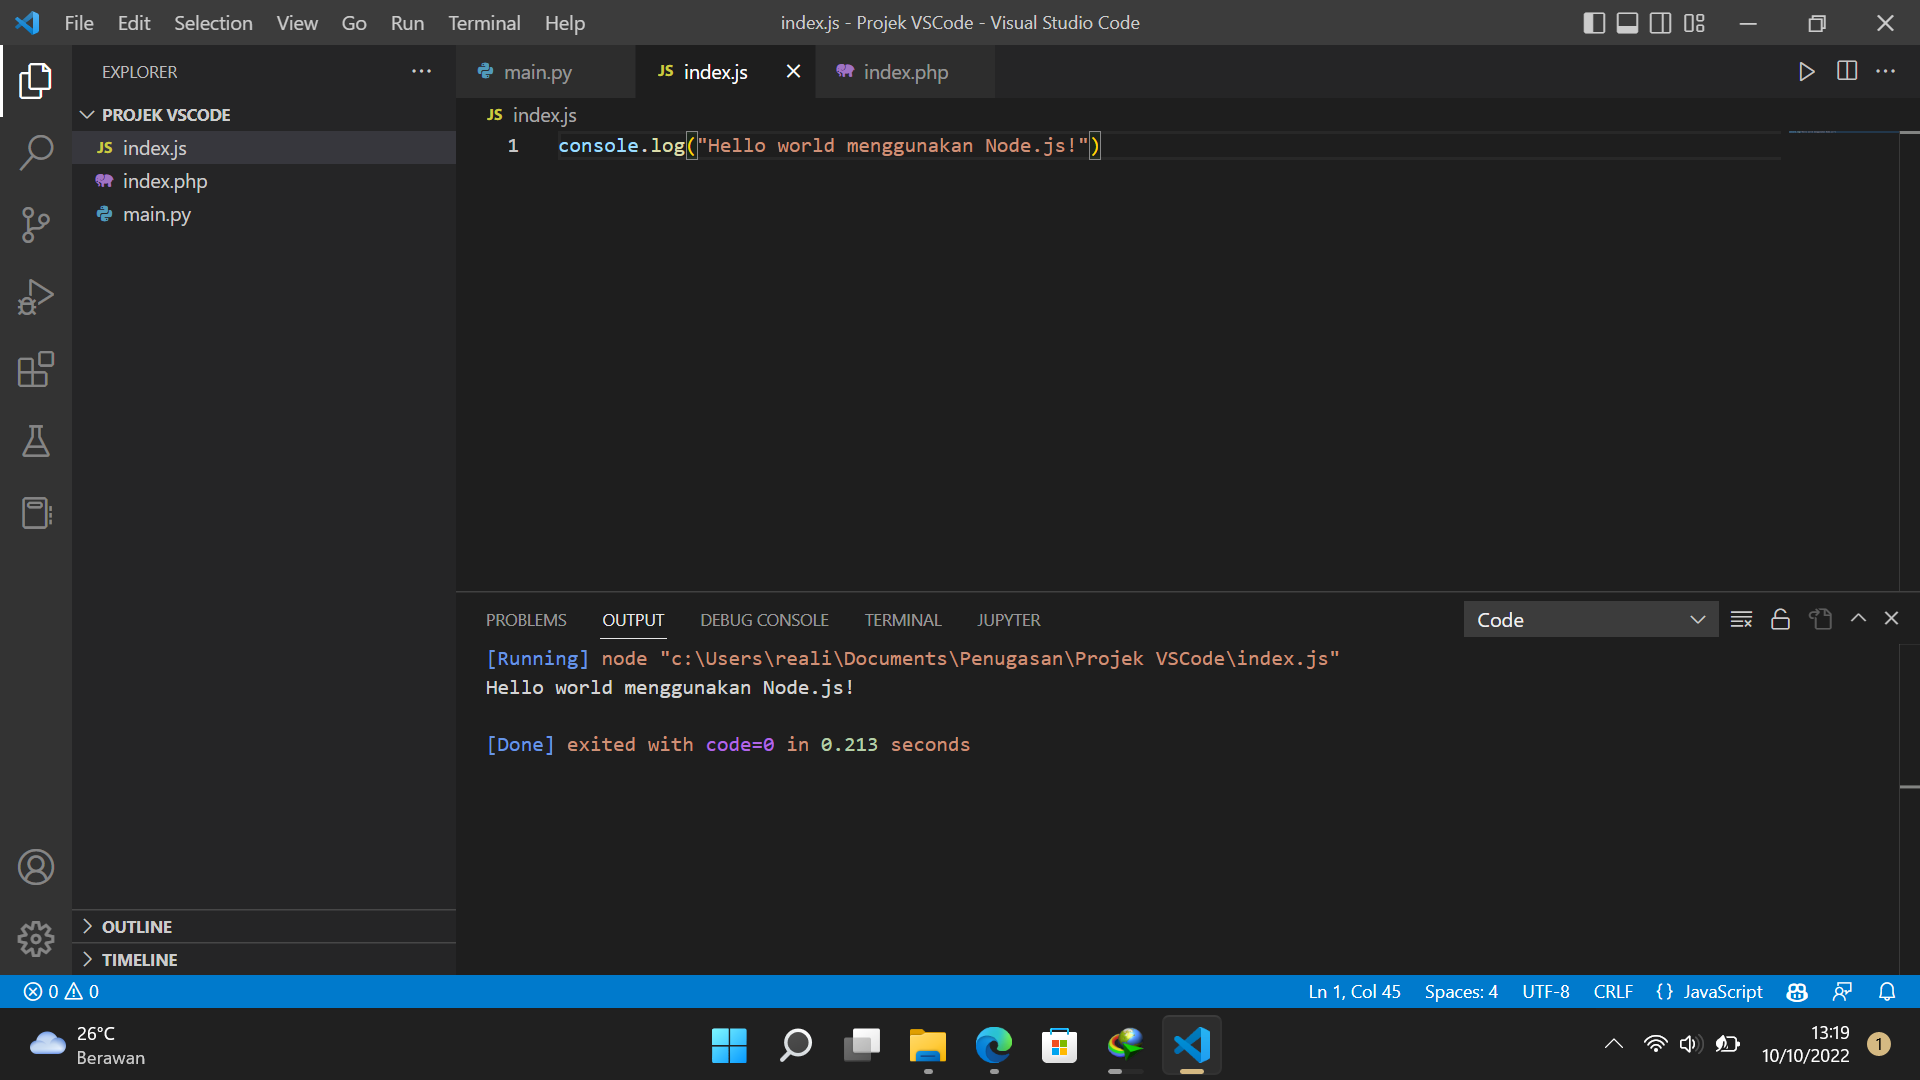 File Edit Selection View Go Run Terminal Help
index.js - Projek VSCode - Visual Studio Code
EXPLORER
PROJEK VSCODE
JS index.js
index.php
main.py
OUTLINE
TIMELINE
main.py
JS index.js
index.php
JS index.js
1 console.log("Hello world menggunakan Node.js!")
PROBLEMS OUTPUT DEBUG CONSOLE TERMINAL JUPYTER
Code
[Running] node "c:\Users\reali\Documents\Penugasan\Projek VSCode\index.js"
Hello world menggunakan Node.js!
[Done] exited with code=0 in 0.213 seconds
0 0
Ln 1, Col 45 Spaces: 4 UTF-8 CRLF {} JavaScript
26°C
Berawan
13:19
10/10/2022
1